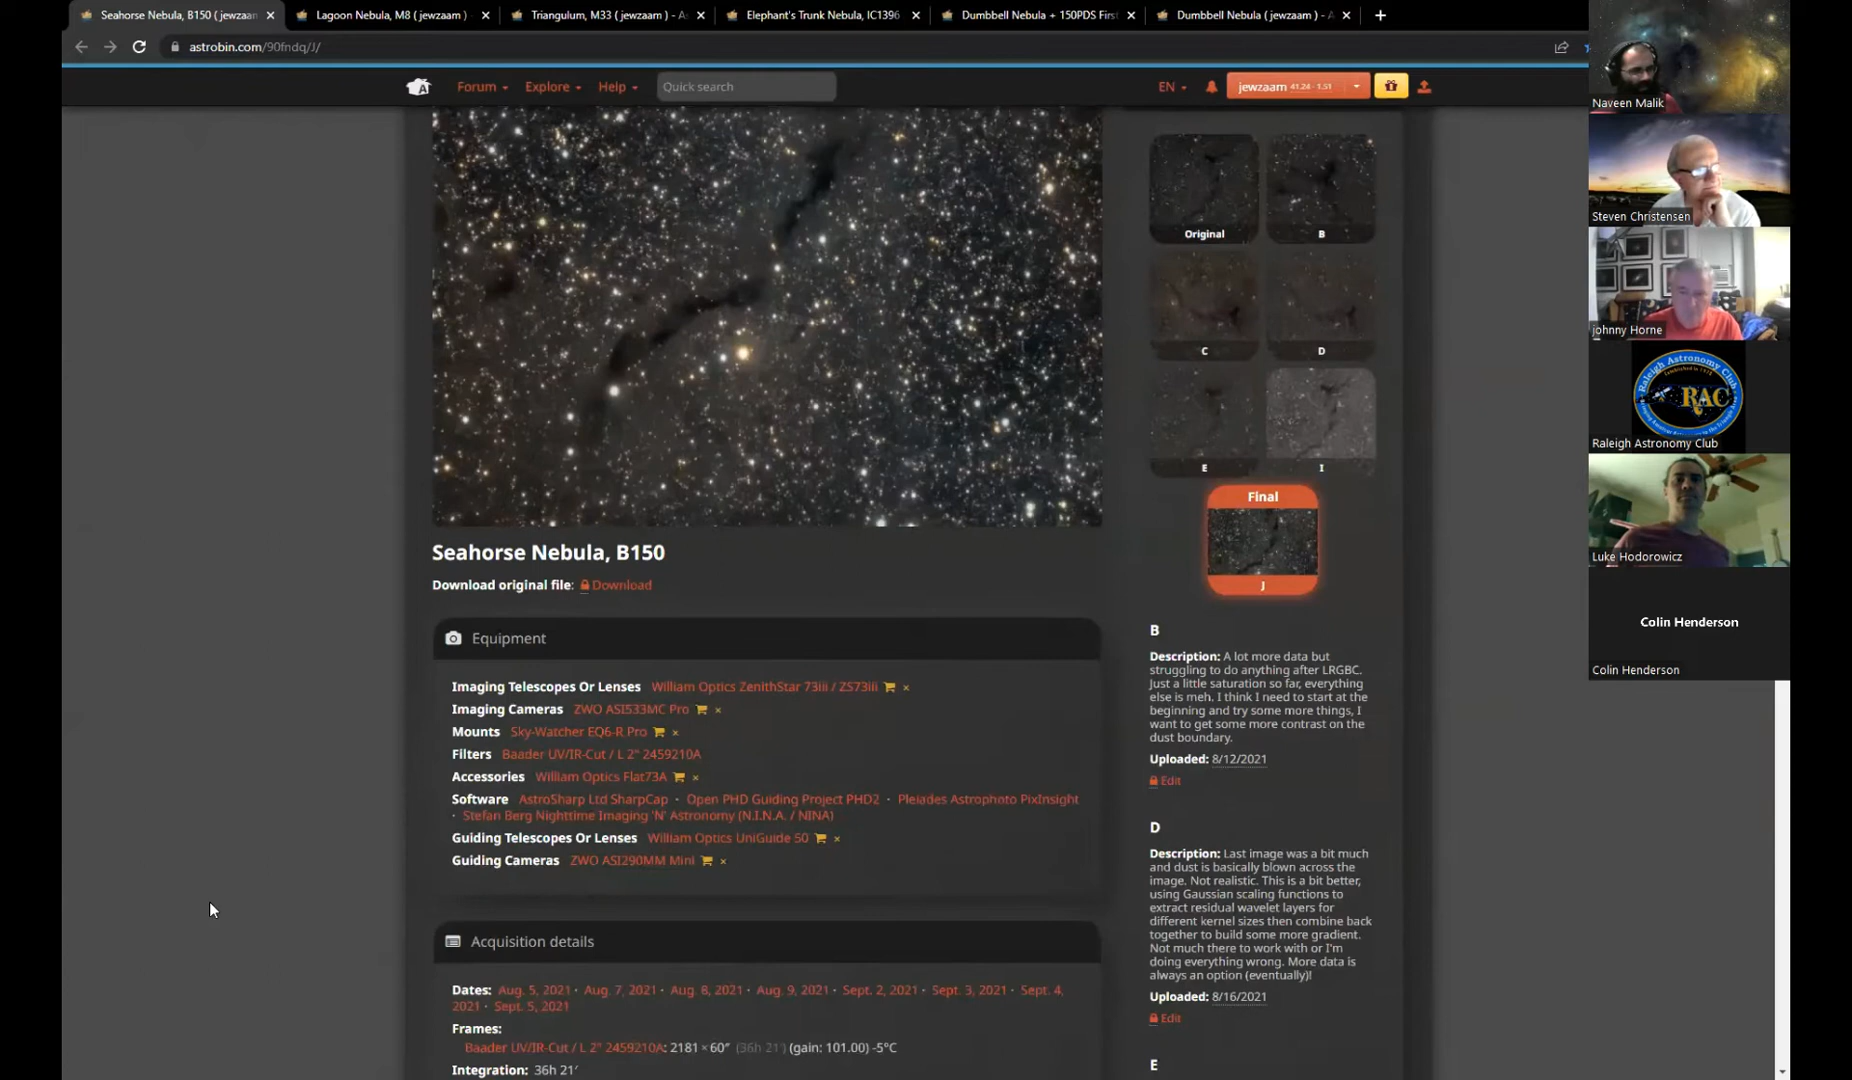 Seahorse Nebula, B150 ( jewzaam
Lagoon Nebula, M8 ( jewzaam ) -
Triangulum, M33 ( jewzaam ) - As
Elephant's Trunk Nebula, IC1396
Dumbbell Nebula + 150PDS First
Dumbbell Nebula ( jewzaam ) - A
astrobin.com/90fndq/J/
Forum
Explore
Help
Quick search
EN
jewzaam 41.24 - 1.51
Original
B
C
D
E
I
Final
J
Seahorse Nebula, B150
Download original file: Download
Equipment
Imaging Telescopes Or Lenses William Optics ZenithStar 73iii / ZS73iii
Imaging Cameras ZWO ASI533MC Pro
Mounts Sky-Watcher EQ6-R Pro
Filters Baader UV/IR-Cut / L 2" 2459210A
Accessories William Optics Flat73A
Software AstroSharp Ltd SharpCap · Open PHD Guiding Project PHD2 · Pleiades Astrophoto PixInsight
· Stefan Berg Nighttime Imaging 'N' Astronomy (N.I.N.A. / NINA)
Guiding Telescopes Or Lenses William Optics UniGuide 50
Guiding Cameras ZWO ASI290MM Mini
Acquisition details
Dates: Aug. 5, 2021 · Aug. 7, 2021 · Aug. 8, 2021 · Aug. 9, 2021 · Sept. 2, 2021 · Sept. 3, 2021 · Sept. 4,
2021 · Sept. 5, 2021
Frames:
Baader UV/IR-Cut / L 2" 2459210A: 2181 × 60″ (36h 21′) (gain: 101.00) -5°C
Integration: 36h 21′
B
Description: A lot more data but
struggling to do anything after LRGBC.
Just a little saturation so far, everything
else is meh. I think I need to start at the
beginning and try some more things, I
want to get some more contrast on the
dust boundary.
Uploaded: 8/12/2021
Edit
D
Description: Last image was a bit much
and dust is basically blown across the
image. Not realistic. This is a bit better,
using Gaussian scaling functions to
extract residual wavelet layers for
different kernel sizes then combine back
together to build some more gradient.
Not much there to work with or I'm
doing everything wrong. More data is
always an option (eventually)!
Uploaded: 8/16/2021
Edit
E
Naveen Malik
Steven Christensen
johnny Horne
Raleigh Astronomy Club
RAC
Raleigh Astronomy Club
Luke Hodorowicz
Colin Henderson
Colin Henderson